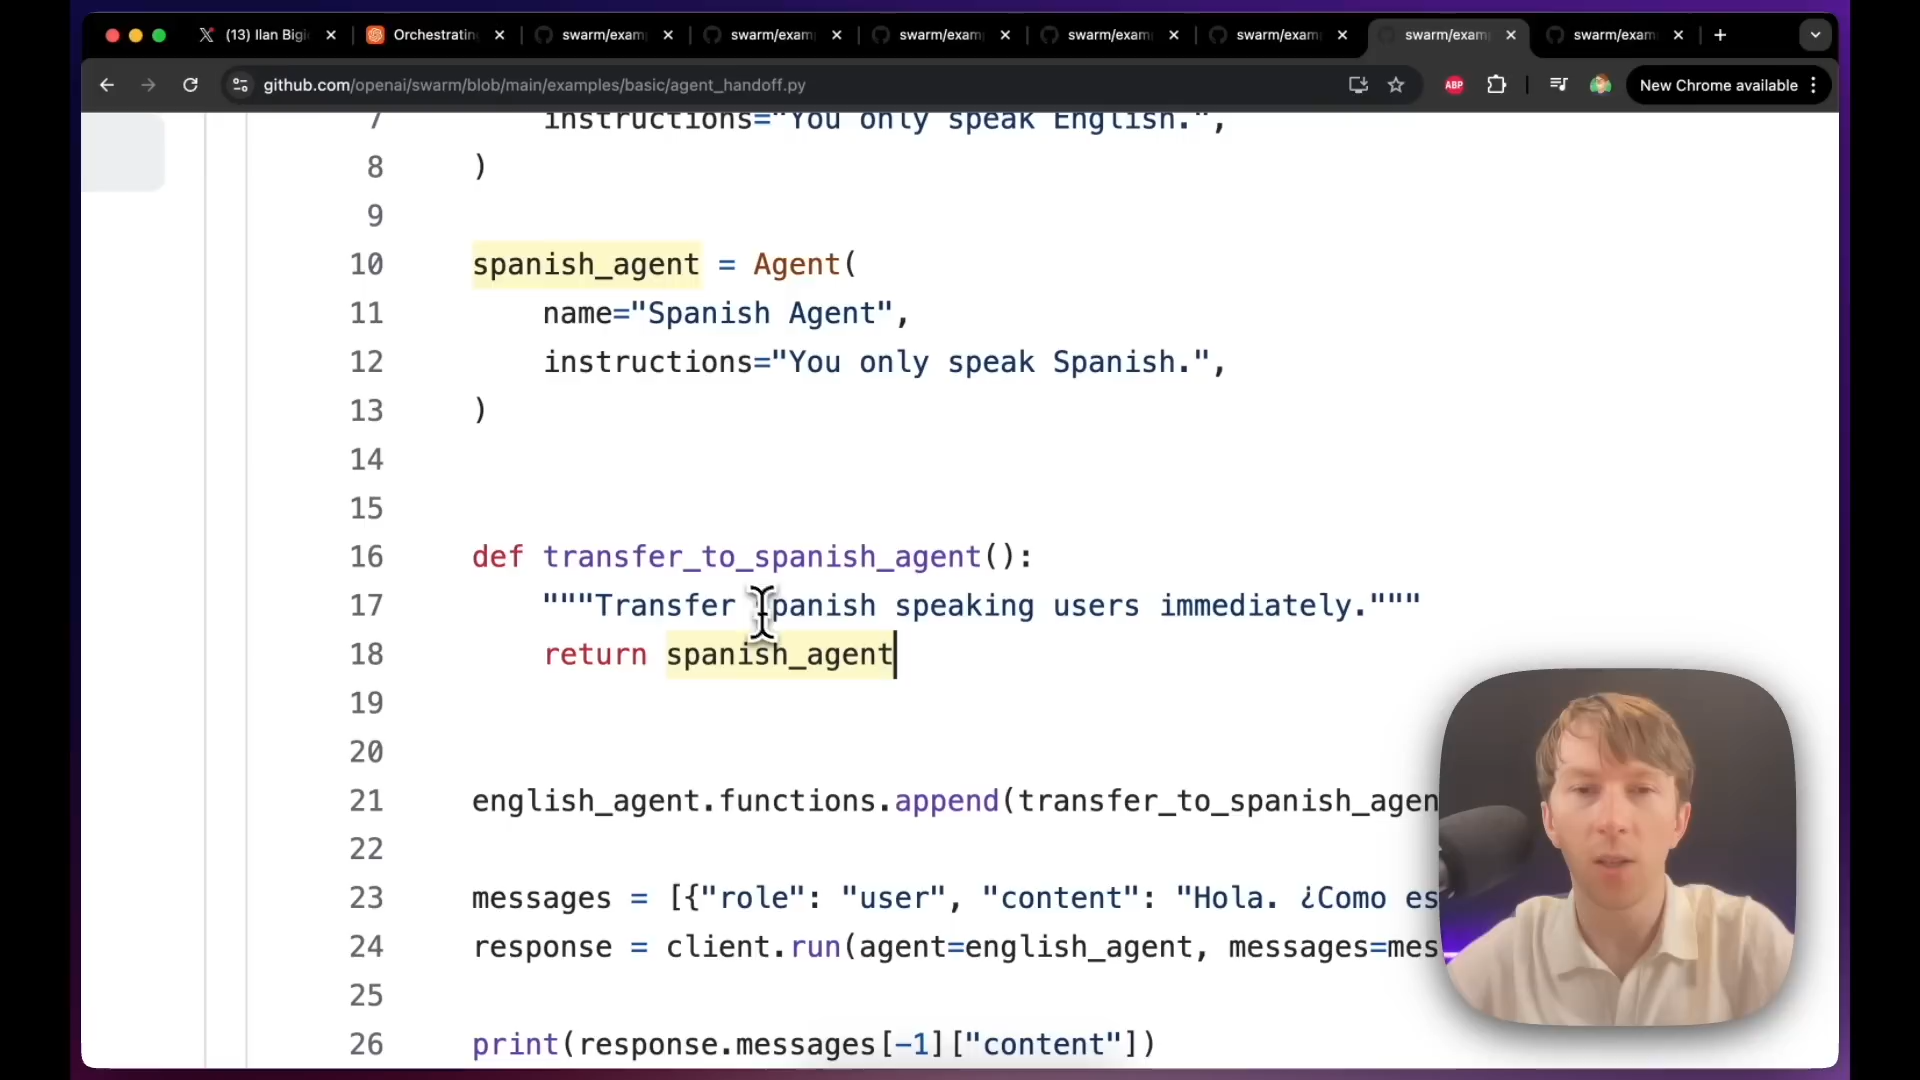 (13) Ilan Bigi
Orchestratin
swarm/exam
swarm/exam
swarm/exam
swarm/exam
swarm/exam
swarm/exam
swarm/exam
github.com/openai/swarm/blob/main/examples/basic/agent_handoff.py
ABP
New Chrome available
7 instructions="You only speak English.",
8 )
9
10 spanish_agent = Agent(
11 name="Spanish Agent",
12 instructions="You only speak Spanish.",
13 )
14
15
16 def transfer_to_spanish_agent():
17 """Transfer spanish speaking users immediately."""
18 return spanish_agent
19
20
21 english_agent.functions.append(transfer_to_spanish_agen
22
23 messages = [{"role": "user", "content": "Hola. ¿Como es
24 response = client.run(agent=english_agent, messages=mes
25
26 print(response.messages[-1]["content"])